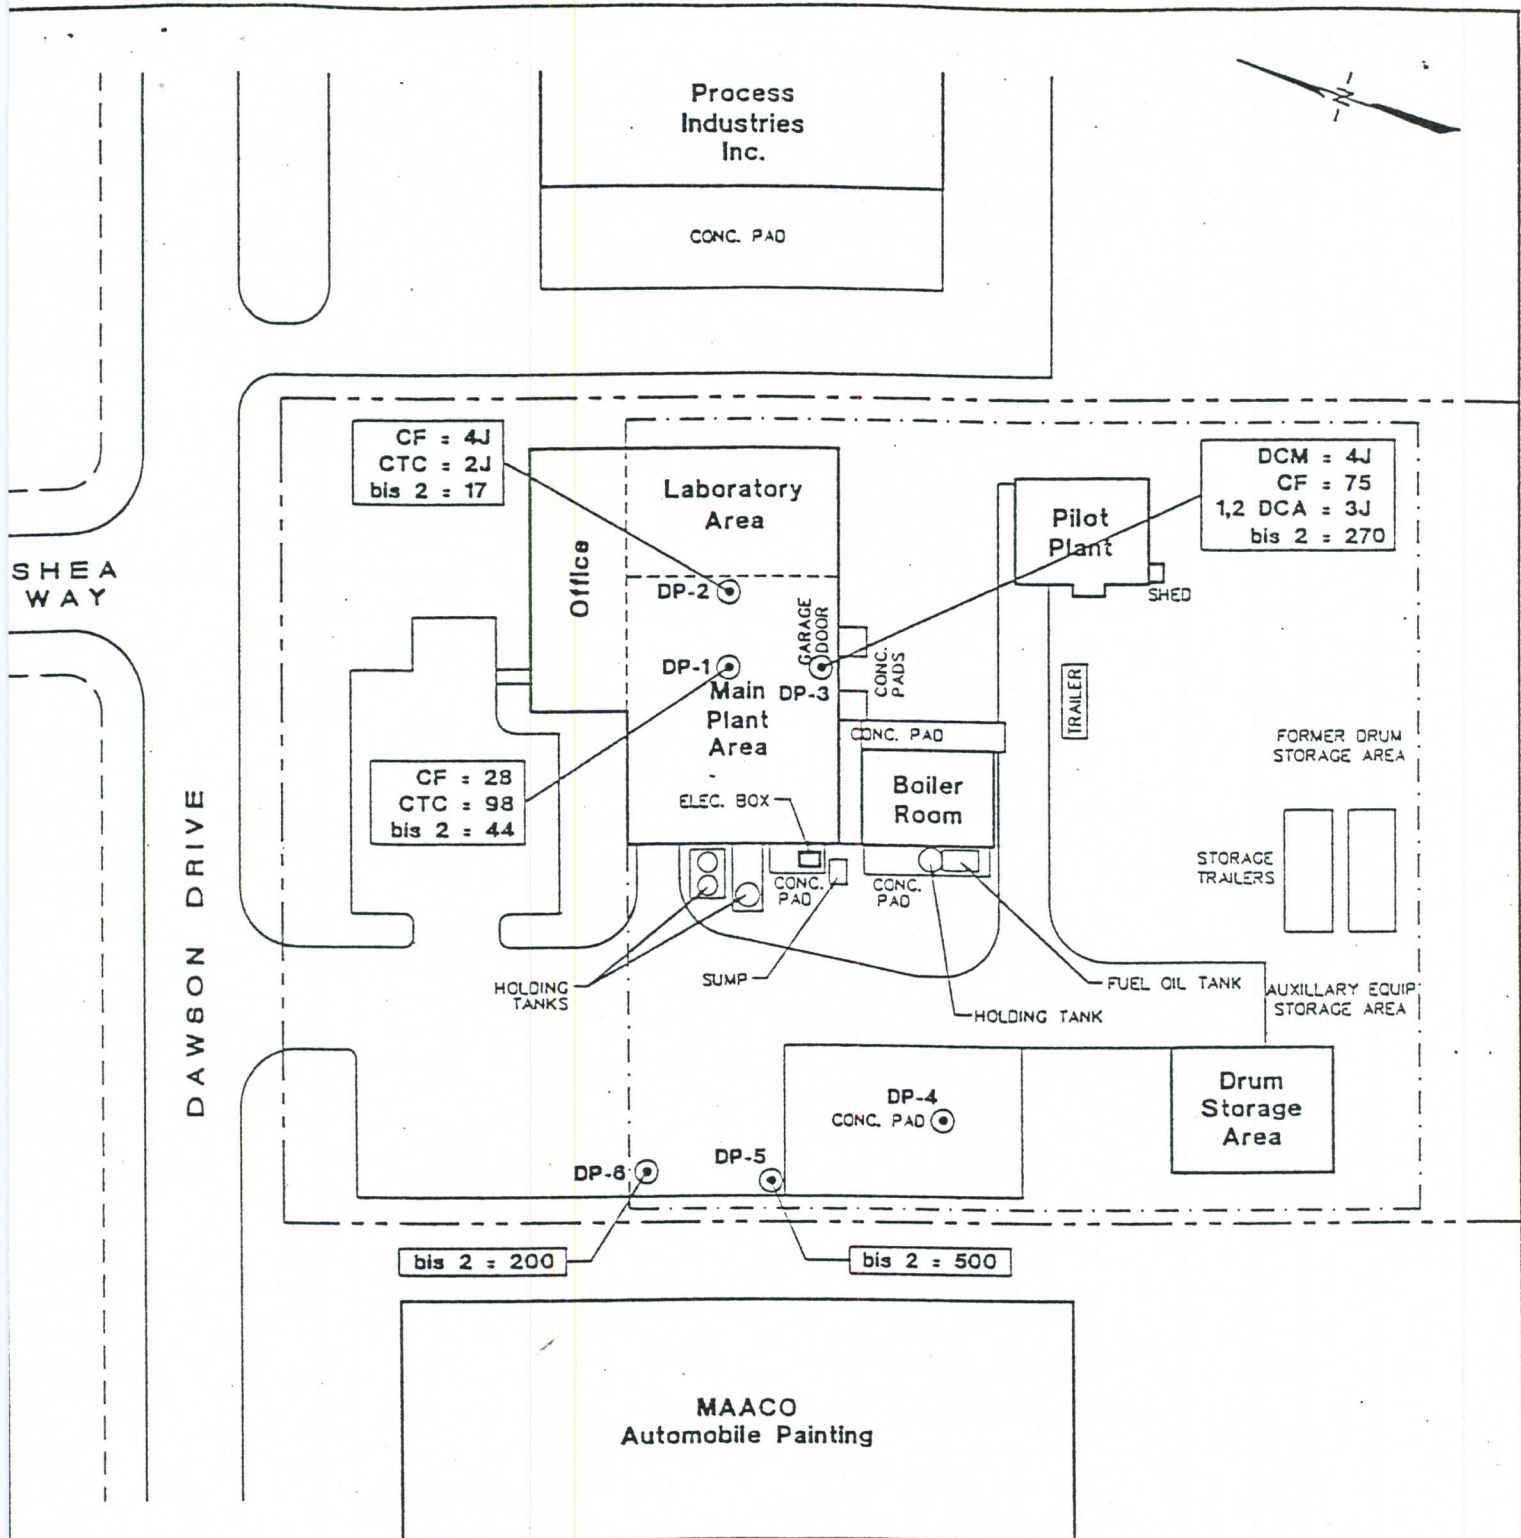 Process
Industries
Inc.
N
CONC. PAD
CF = 4J
CTC = 2J
bis 2 = 17
DCM = 4J
CF = 75
1,2 DCA = 3J
bis 2 = 270
Laboratory
Area
Pilot
Plant
Office
SHEA
WAY
DP-2
SHED
GARAGE
DOOR
DP-1
DP-3
CONC.
PADS
Main
Plant
Area
TRAILER
CONC. PAD
FORMER DRUM
STORAGE AREA
CF = 28
CTC = 98
bis 2 = 44
ELEC. BOX
Boiler
Room
DAWSON DRIVE
STORAGE
TRAILERS
CONC.
PAD
CONC.
PAD
HOLDING
TANKS
SUMP
FUEL OIL TANK
HOLDING TANK
AUXILLARY EQUIP
STORAGE AREA
DP-4
CONC. PAD
Drum
Storage
Area
DP-6
DP-5
bis 2 = 200
bis 2 = 500
MAACO
Automobile Painting